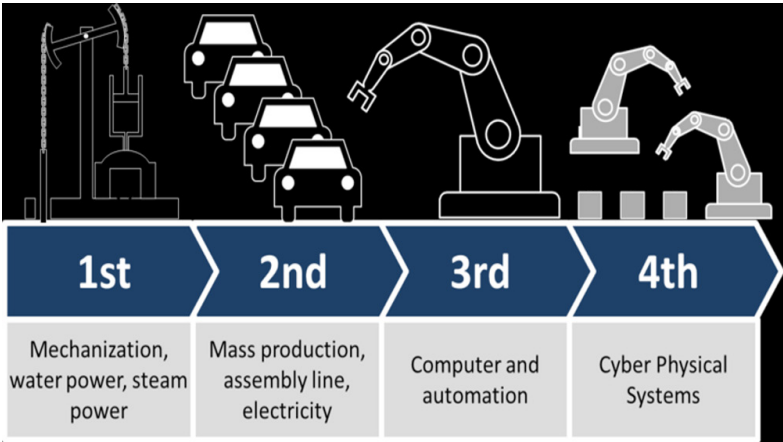 1st
2nd
3rd
4th
Mechanization,
water power, steam
power
Mass production,
assembly line,
electricity
Computer and
automation
Cyber Physical
Systems